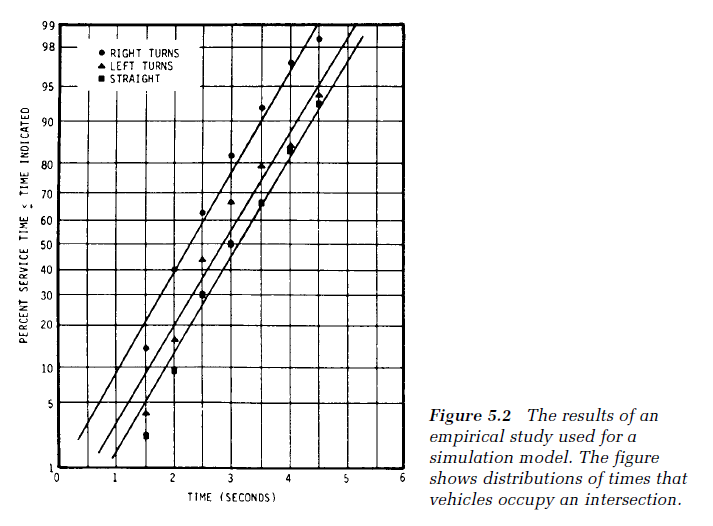 99
98
95
90
80
70
60
50
40
30
20
10
5
1
PERCENT SERVICE TIME ≤ TIME INDICATED
● RIGHT TURNS
▲ LEFT TURNS
■ STRAIGHT
0 1 2 3 4 5 6
TIME (SECONDS)
Figure 5.2 The results of an
empirical study used for a
simulation model. The figure
shows distributions of times that
vehicles occupy an intersection.